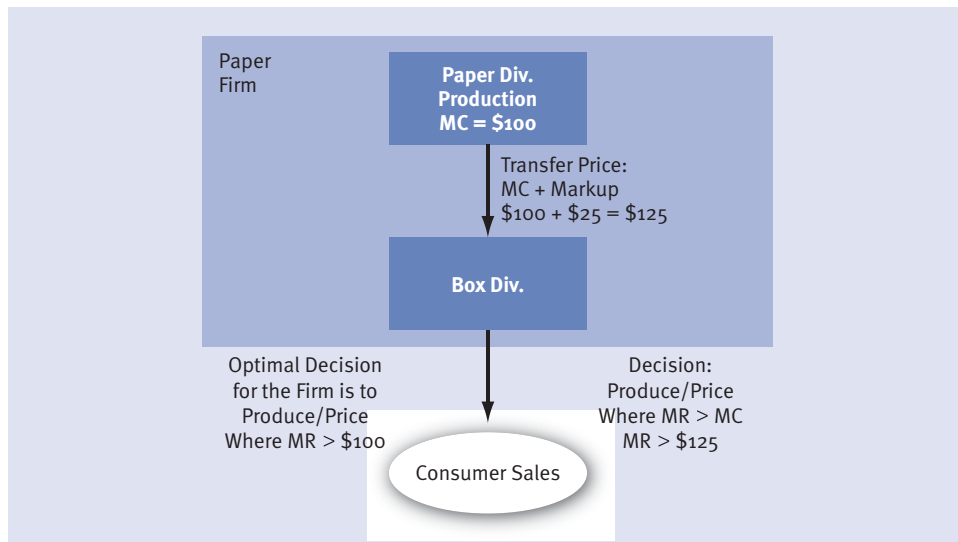 Paper
Firm
Paper Div.
Production
MC = $100
Transfer Price:
MC + Markup
$100 + $25 = $125
Box Div.
Optimal Decision
for the Firm is to
Produce/Price
Where MR > $100
Decision:
Produce/Price
Where MR > MC
MR > $125
Consumer Sales